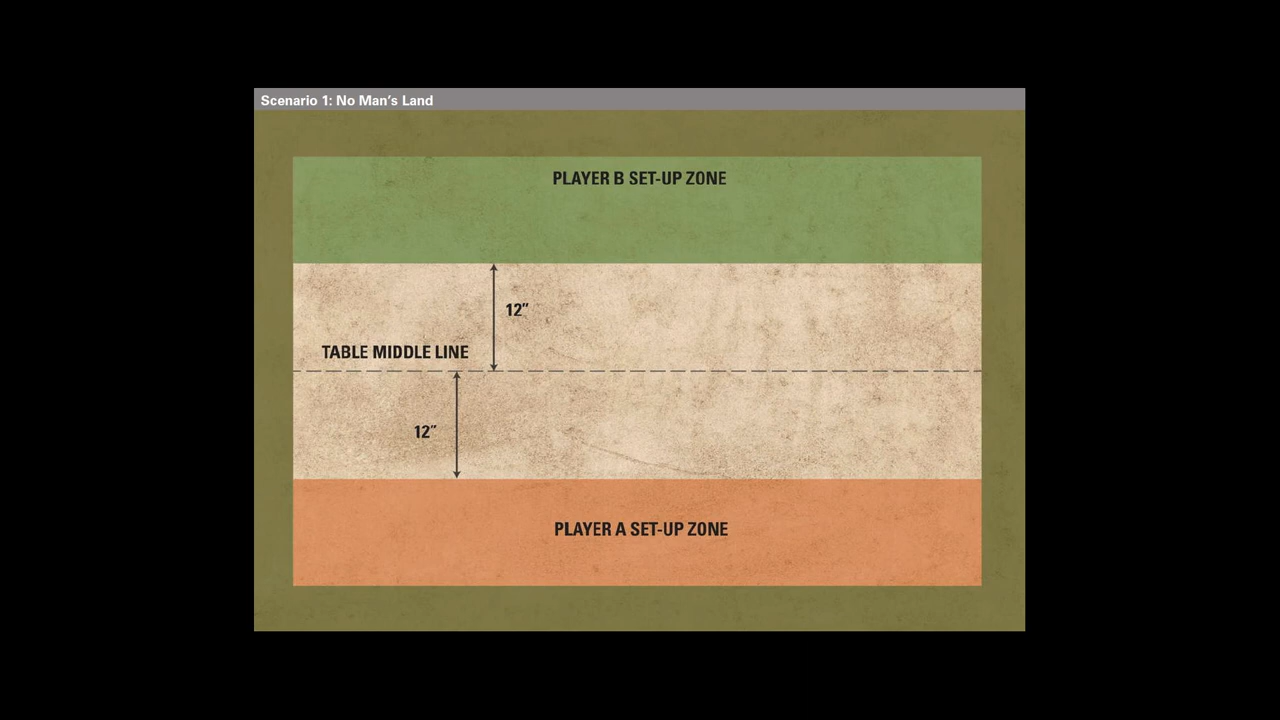 Scenario 1: No Man’s Land
PLAYER B SET-UP ZONE
12”
TABLE MIDDLE LINE
12”
PLAYER A SET-UP ZONE